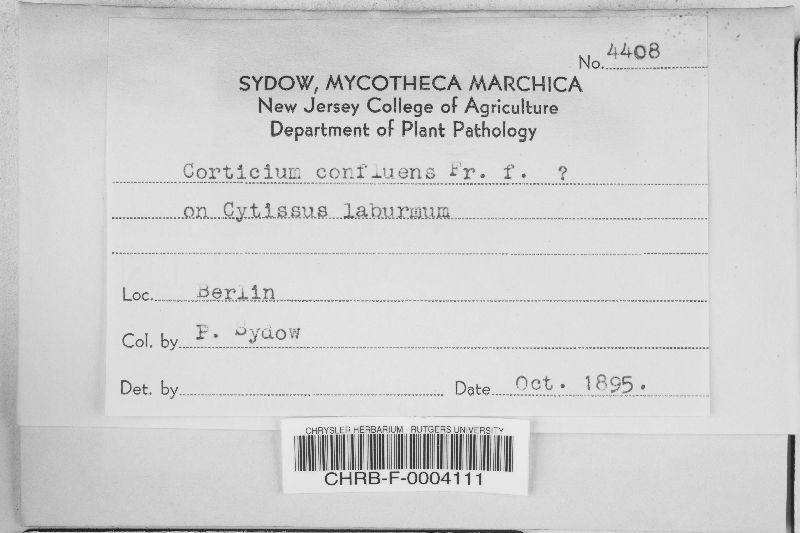 No. 4408
SYDOW, MYCOTHECA MARCHICA
New Jersey College of Agriculture
Department of Plant Pathology
Corticium confluens Fr. f. ?
on Cytissus laburmum
Loc. Berlin
Col. by P. Sydow
Det. by
Date Oct. 1895.
CHRYSLER HERBARIUM - RUTGERS UNIVERSITY
CHRB-F-0004111